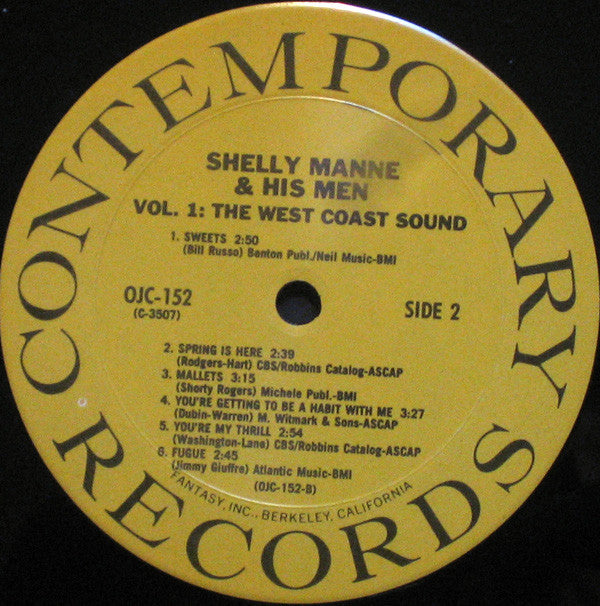 CONTEMPORARY RECORDS
SHELLY MANNE
& HIS MEN
VOL. 1: THE WEST COAST SOUND
1. SWEETS 2:50
(Bill Russo) Benton Publ./Neil Music-BMI
OJC-152
(C-3507)
SIDE 2
2. SPRING IS HERE 2:39
(Rodgers-Hart) CBS/Robbins Catalog-ASCAP
3. MALLETS 3:15
(Shorty Rogers) Michele Publ.-BMI
4. YOU'RE GETTING TO BE A HABIT WITH ME 3:27
(Dubin-Warren) M. Witmark & Sons-ASCAP
5. YOU'RE MY THRILL 2:54
(Washington-Lane) CBS/Robbins Catalog-ASCAP
6. FUGUE 2:45
(Jimmy Giuffre) Atlantic Music-BMI
(OJC-152-B)
FANTASY, INC., BERKELEY, CALIFORNIA